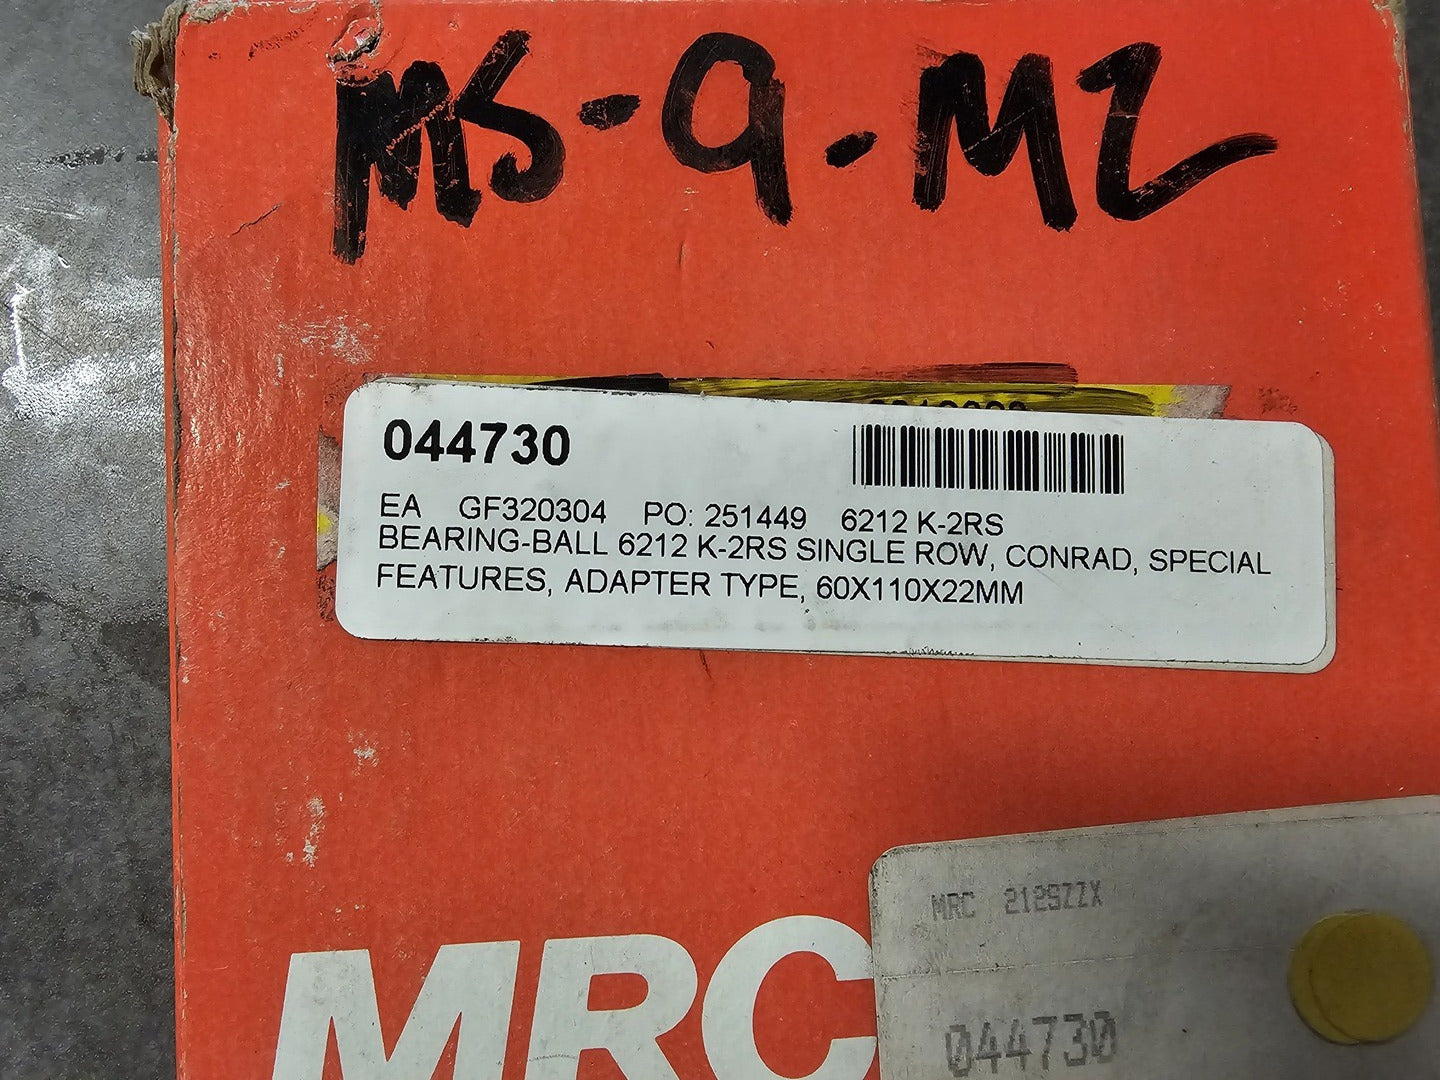 MS-9-M2
044730
EA GF320304 PO: 251449 6212 K-2RS
BEARING-BALL 6212 K-2RS SINGLE ROW, CONRAD, SPECIAL
FEATURES, ADAPTER TYPE, 60X110X22MM
MRC 212SZZX
044730
MRC